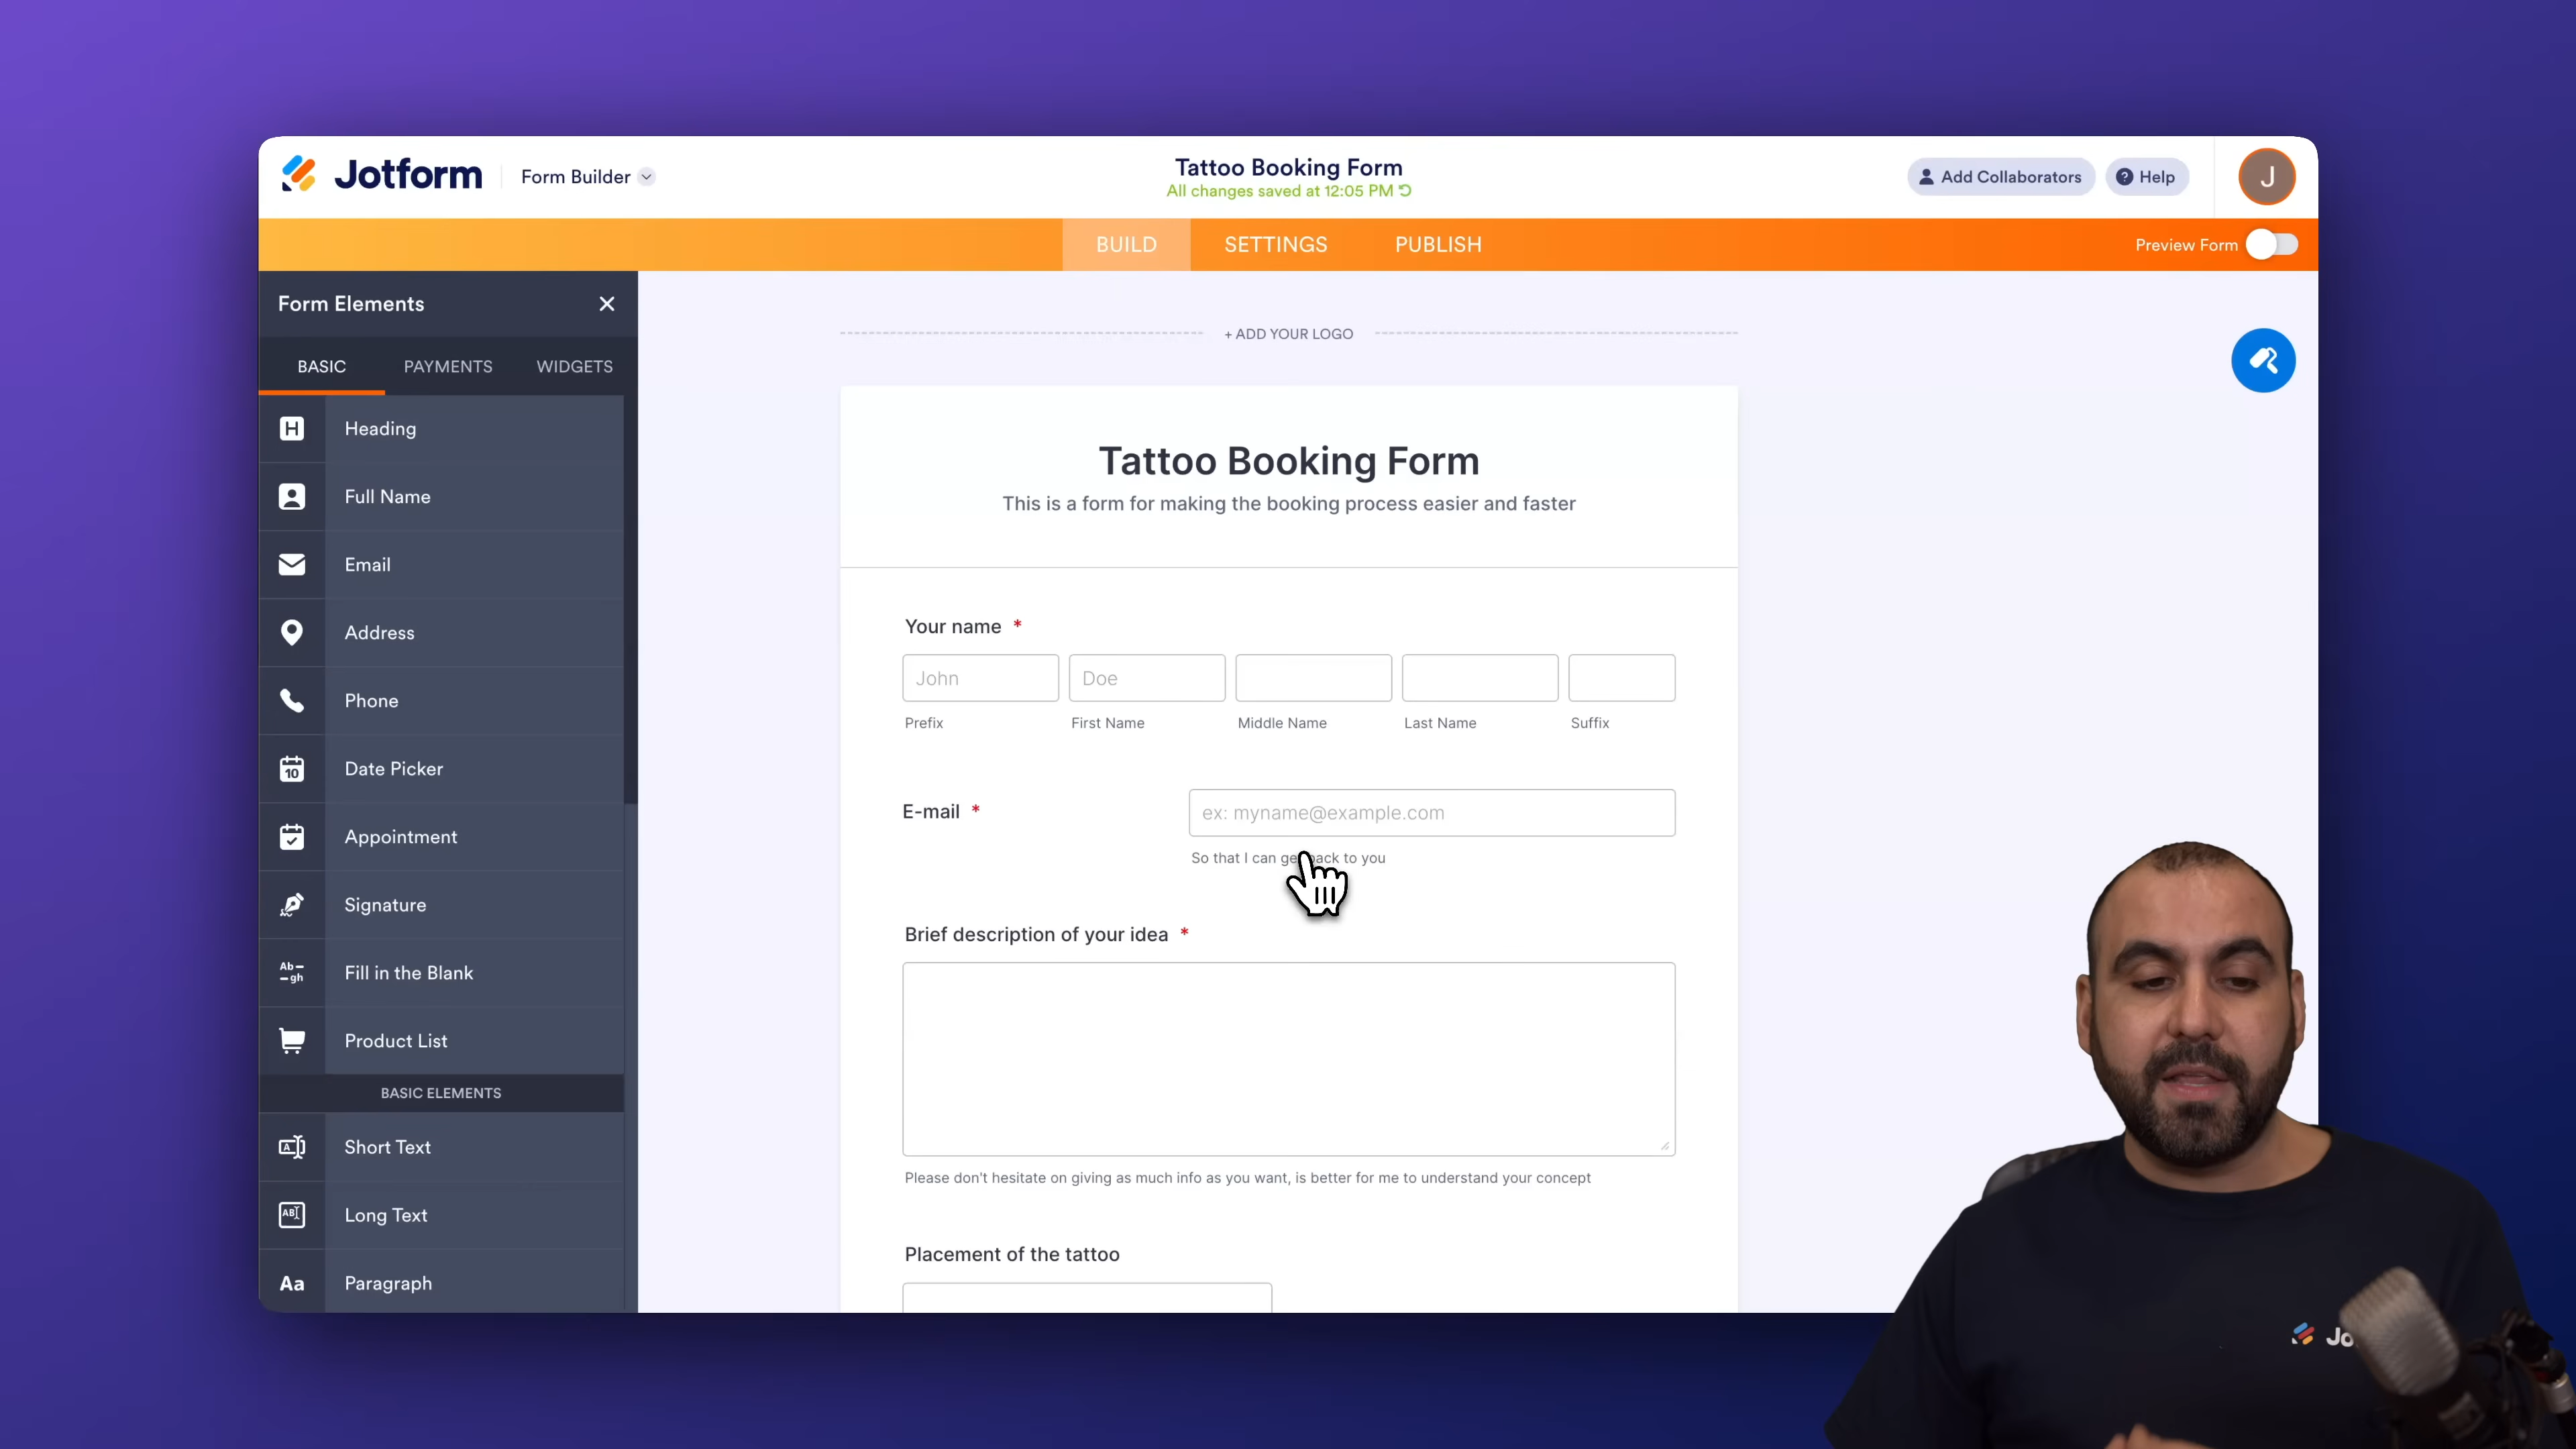 Jotform
Form Builder
Tattoo Booking Form
All changes saved at 12:05 PM
Add Collaborators
Help
J
BUILD
SETTINGS
PUBLISH
Preview Form
Form Elements
BASIC
PAYMENTS
WIDGETS
H
Heading
Full Name
Email
Address
Phone
10
Date Picker
Appointment
Signature
Ab
gh
Fill in the Blank
Product List
BASIC ELEMENTS
A
Short Text
AB
Long Text
Aa
Paragraph
+ ADD YOUR LOGO
Tattoo Booking Form
This is a form for making the booking process easier and faster
Your name *
John
Doe
Prefix
First Name
Middle Name
Last Name
Suffix
E-mail *
ex: myname@example.com
So that I can back to you
Brief description of your idea *
Please don't hesitate on giving as much info as you want, is better for me to understand your concept
Placement of the tattoo